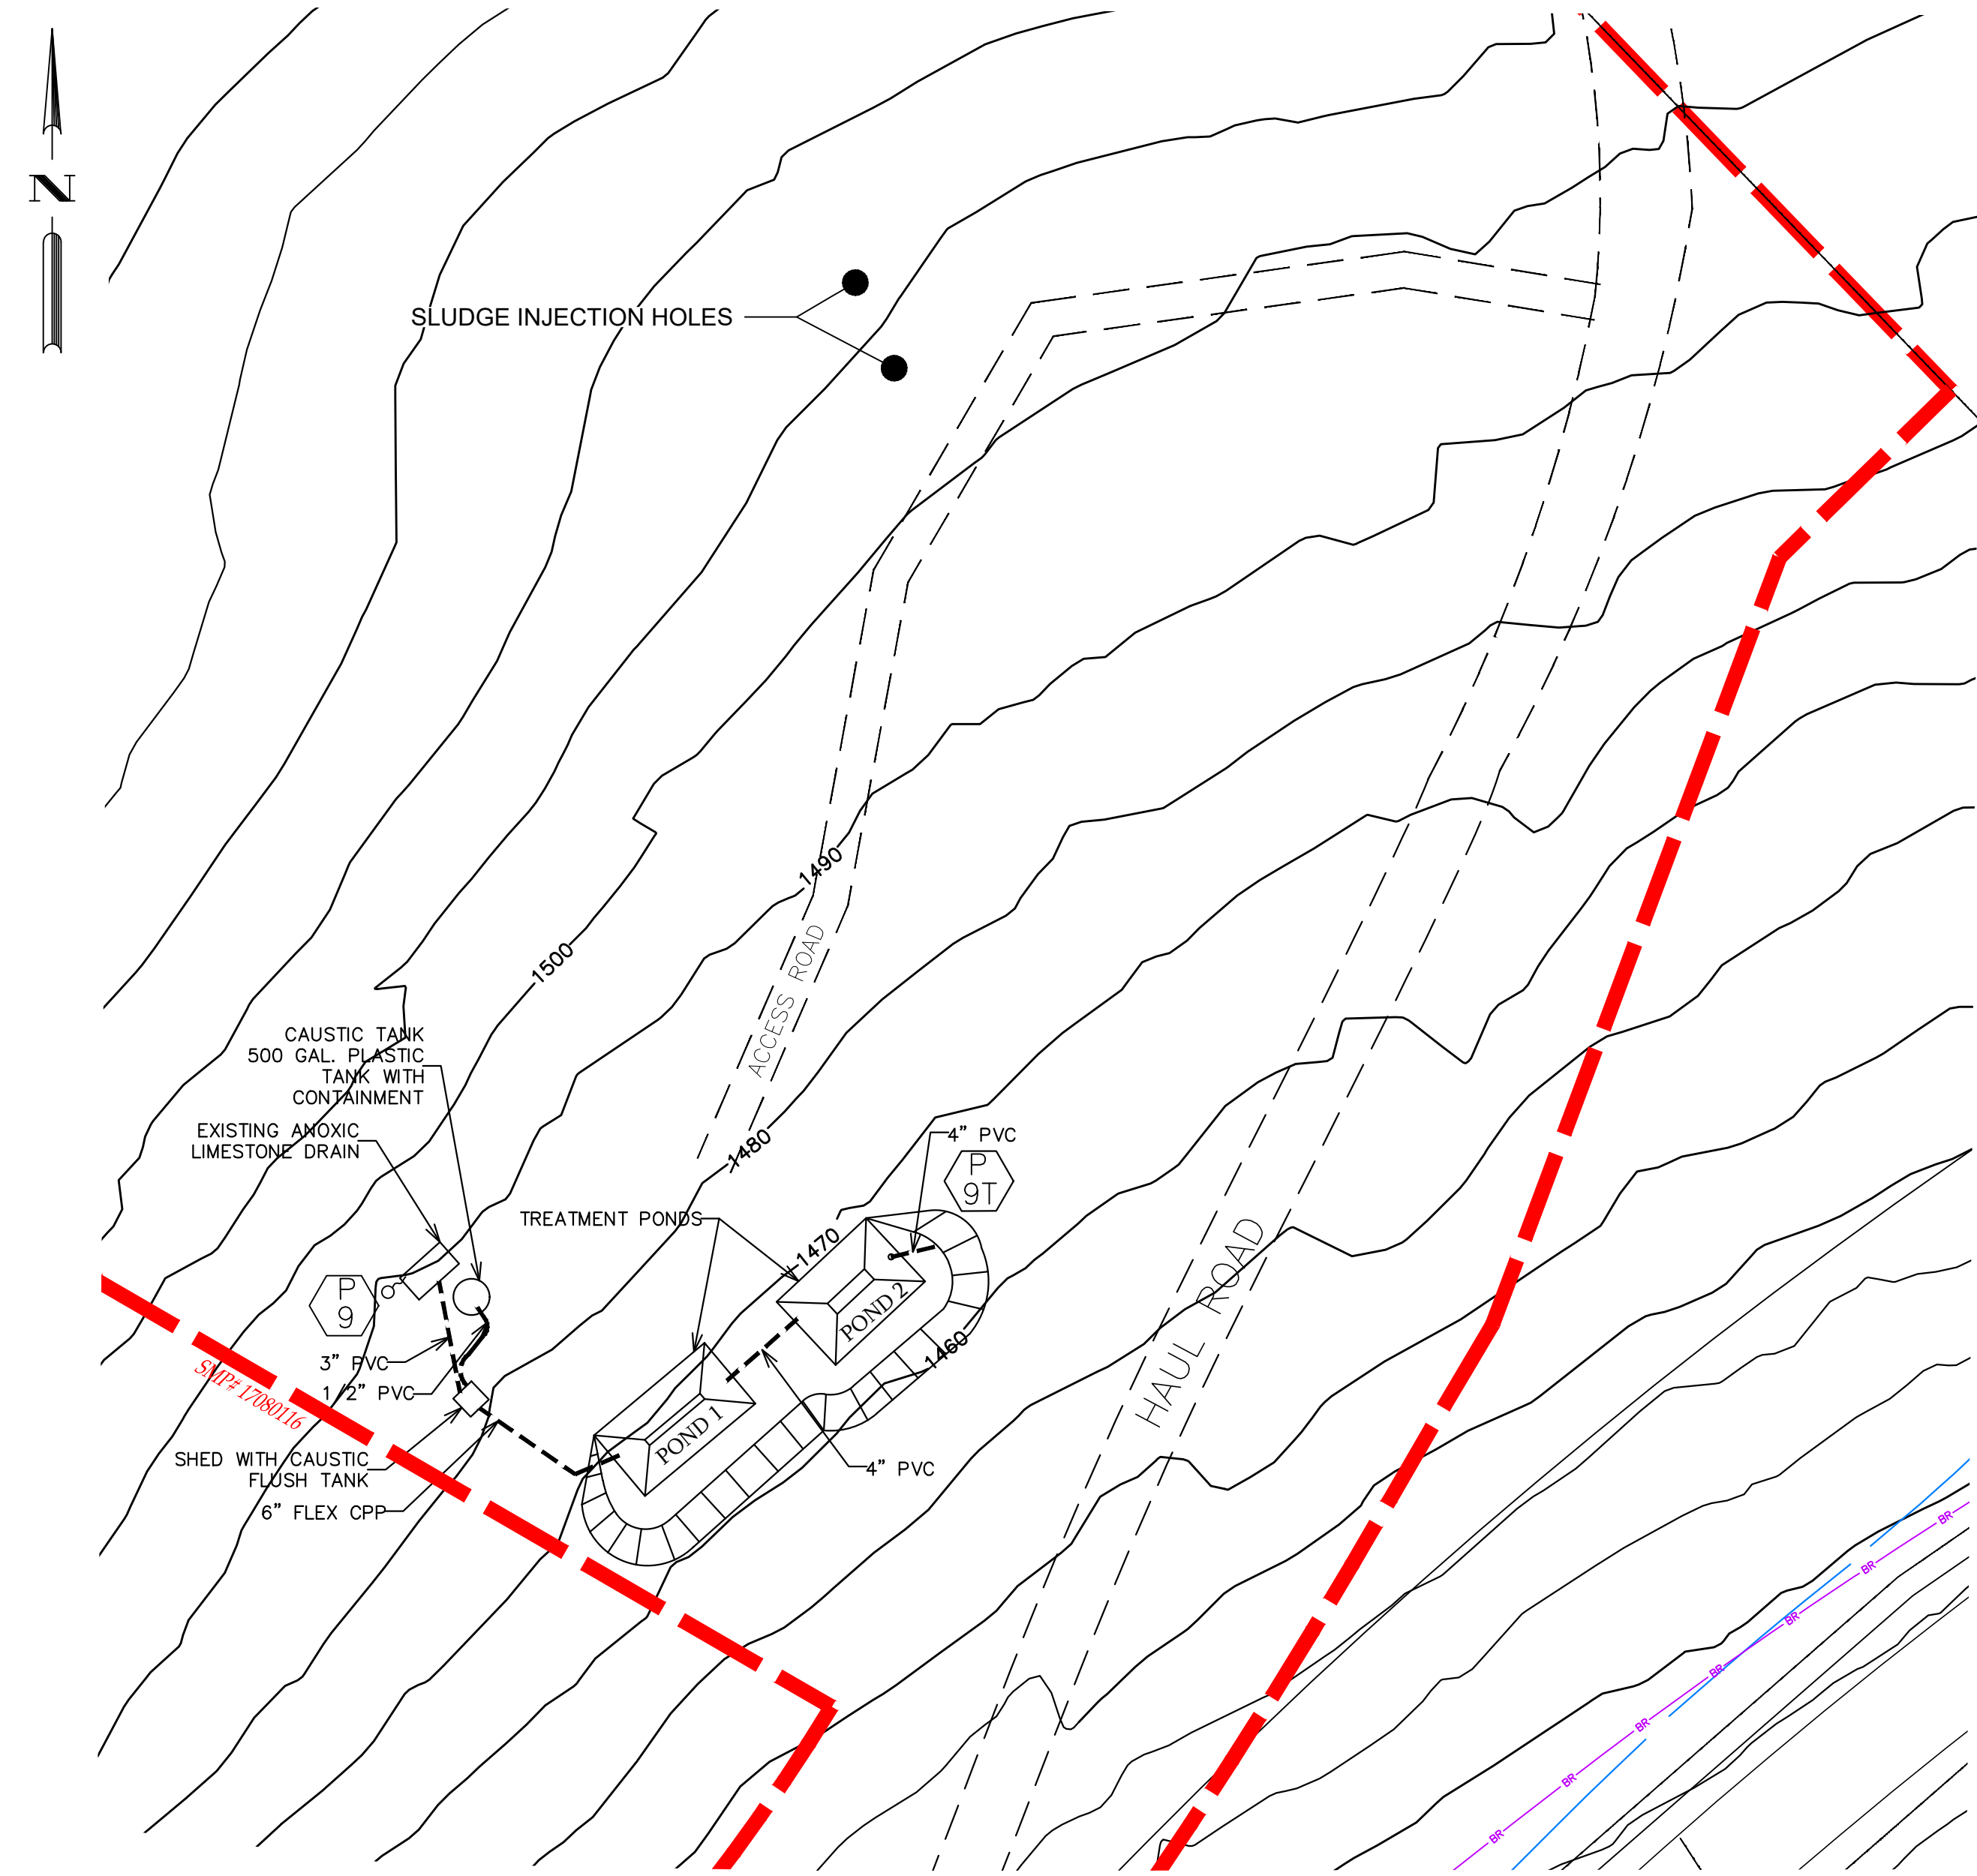 N
SLUDGE INJECTION HOLES
1490
1500
ACCESS ROAD
CAUSTIC TANK
500 GAL. PLASTIC
TANK WITH
CONTAINMENT
EXISTING ANOXIC
LIMESTONE DRAIN
1480
4” PVC
P
9T
TREATMENT PONDS
1470
HAUL ROAD
P
9
POND 2
1460
3” PVC
1/2” PVC
SMP# 17080116
POND 1
SHED WITH CAUSTIC
FLUSH TANK
4” PVC
6” FLEX CPP
BR
BR
BR
BR
BR
BR
BR